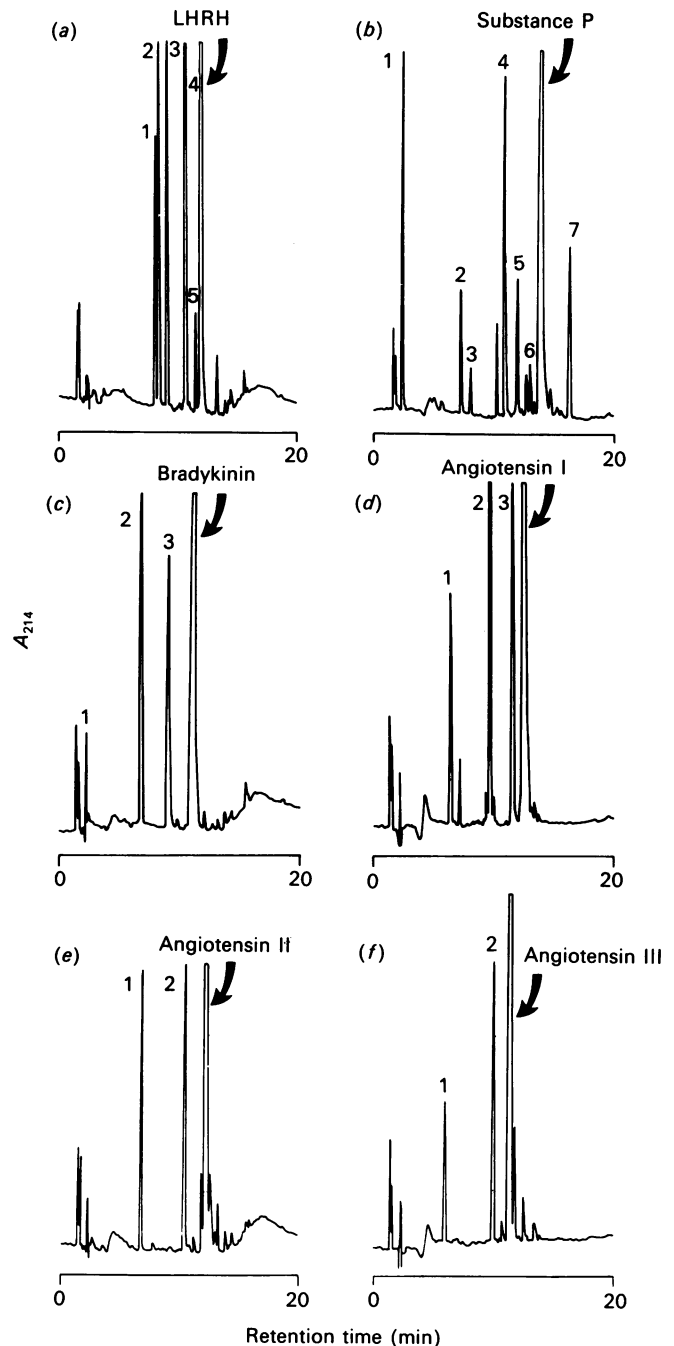 (a)
LHRH
2
3
4
1
5
0
20
(b)
Substance P
1
4
7
2
5
3
6
0
20
(c)
Bradykinin
2
3
1
0
20
(d)
Angiotensin I
2
3
1
0
20
(e)
Angiotensin II
1
2
0
20
(f)
Angiotensin III
2
1
0
20
A214
Retention time (min)